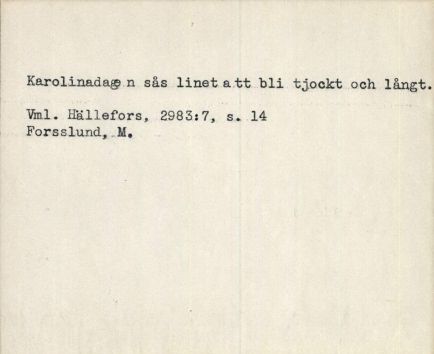 Karolinadagen sås linet att bli tjockt och långt.
Vml. Hällefors, 2983:7, s. 14
Forsslund, M.